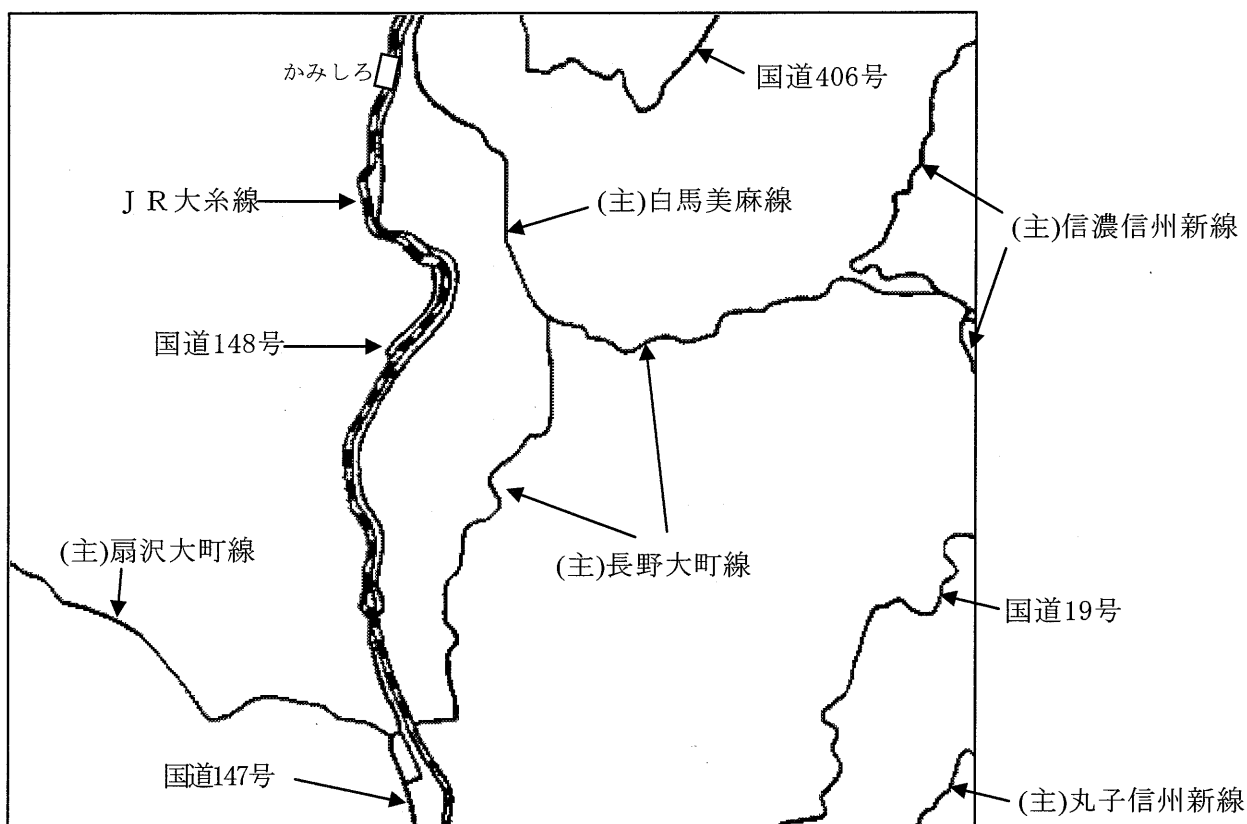 かみしろ
国道406号
ＪＲ大糸線
(主)白馬美麻線
(主)信濃信州新線
国道148号
(主)扇沢大町線
(主)長野大町線
国道19号
国道147号
(主)丸子信州新線